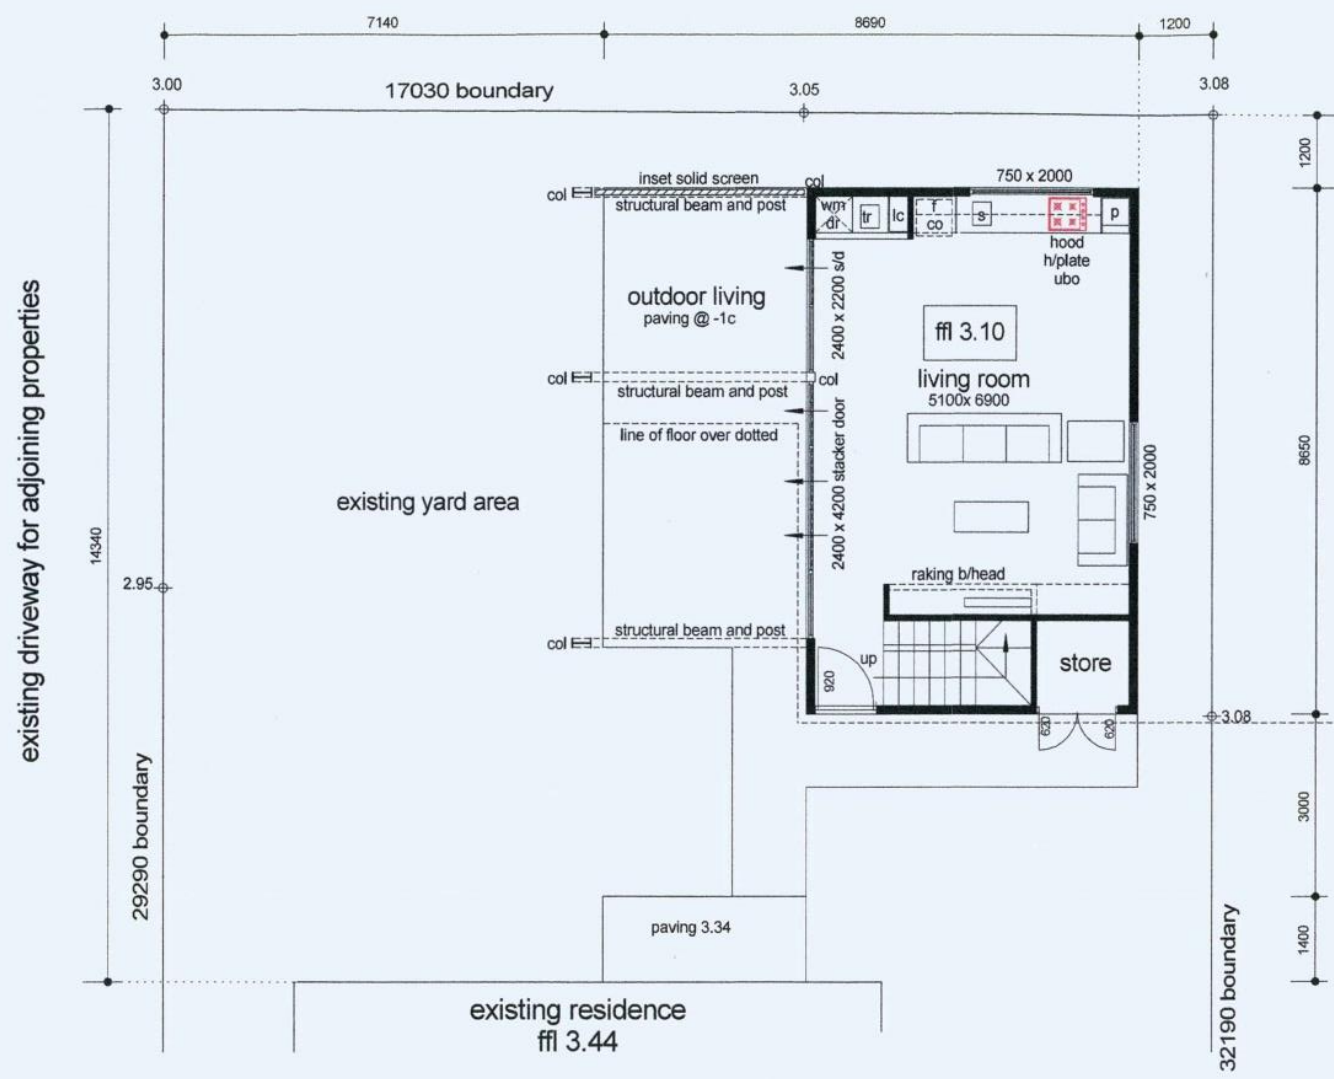 7140
8690
1200
3.00
17030 boundary
3.05
3.08
inset solid screen
col
750 x 2000
col
structural beam and post
wm
dr
tr
lc
f
co
s
p
hood
h/plate
ubo
1200
outdoor living
paving @ -1c
2400 x 2200 s/d
ffl 3.10
living room
5100x 6900
col
col
structural beam and post
line of floor over dotted
2400 x 4200 stacker door
750 x 2000
8650
existing driveway for adjoining properties
existing yard area
14340
2.95
raking b/head
structural beam and post
col
up
920
store
620
620
3.08
29290 boundary
3000
paving 3.34
1400
32190 boundary
existing residence
ffl 3.44